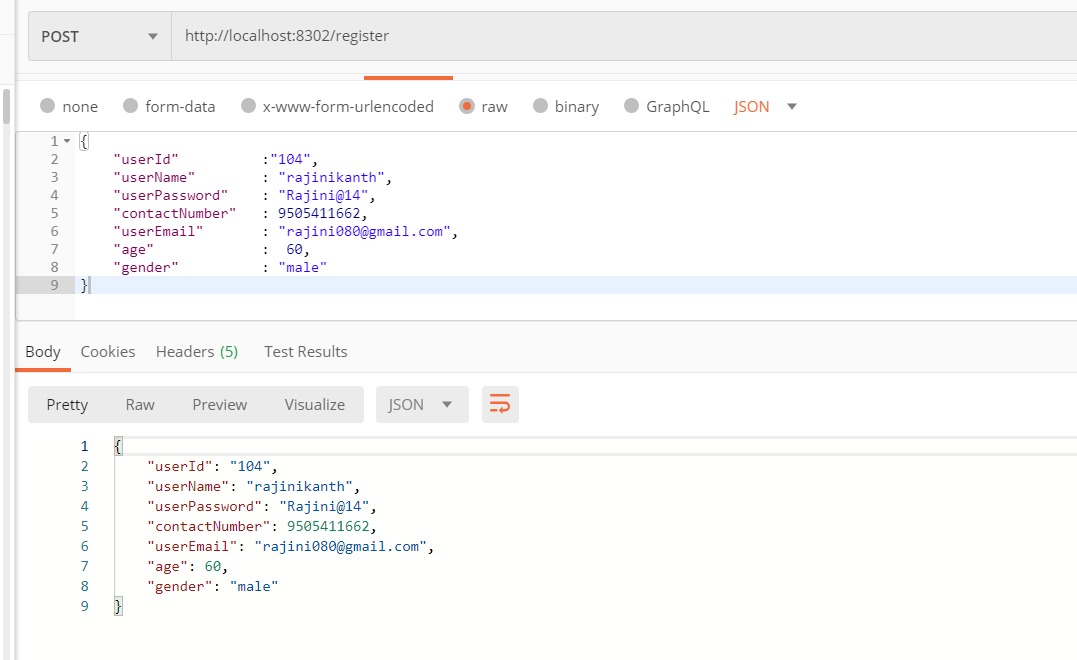 POST http://localhost:8302/register
none form-data x-www-form-urlencoded raw binary GraphQL JSON
1 {
2 "userId" :"104",
3 "userName" : "rajinikanth",
4 "userPassword" : "Rajini@14",
5 "contactNumber" : 9505411662,
6 "userEmail" : "rajini080@gmail.com",
7 "age" : 60,
8 "gender" : "male"
9 }
Body Cookies Headers (5) Test Results
Pretty Raw Preview Visualize JSON
1 {
2 "userId": "104",
3 "userName": "rajinikanth",
4 "userPassword": "Rajini@14",
5 "contactNumber": 9505411662,
6 "userEmail": "rajini080@gmail.com",
7 "age": 60,
8 "gender": "male"
9 }